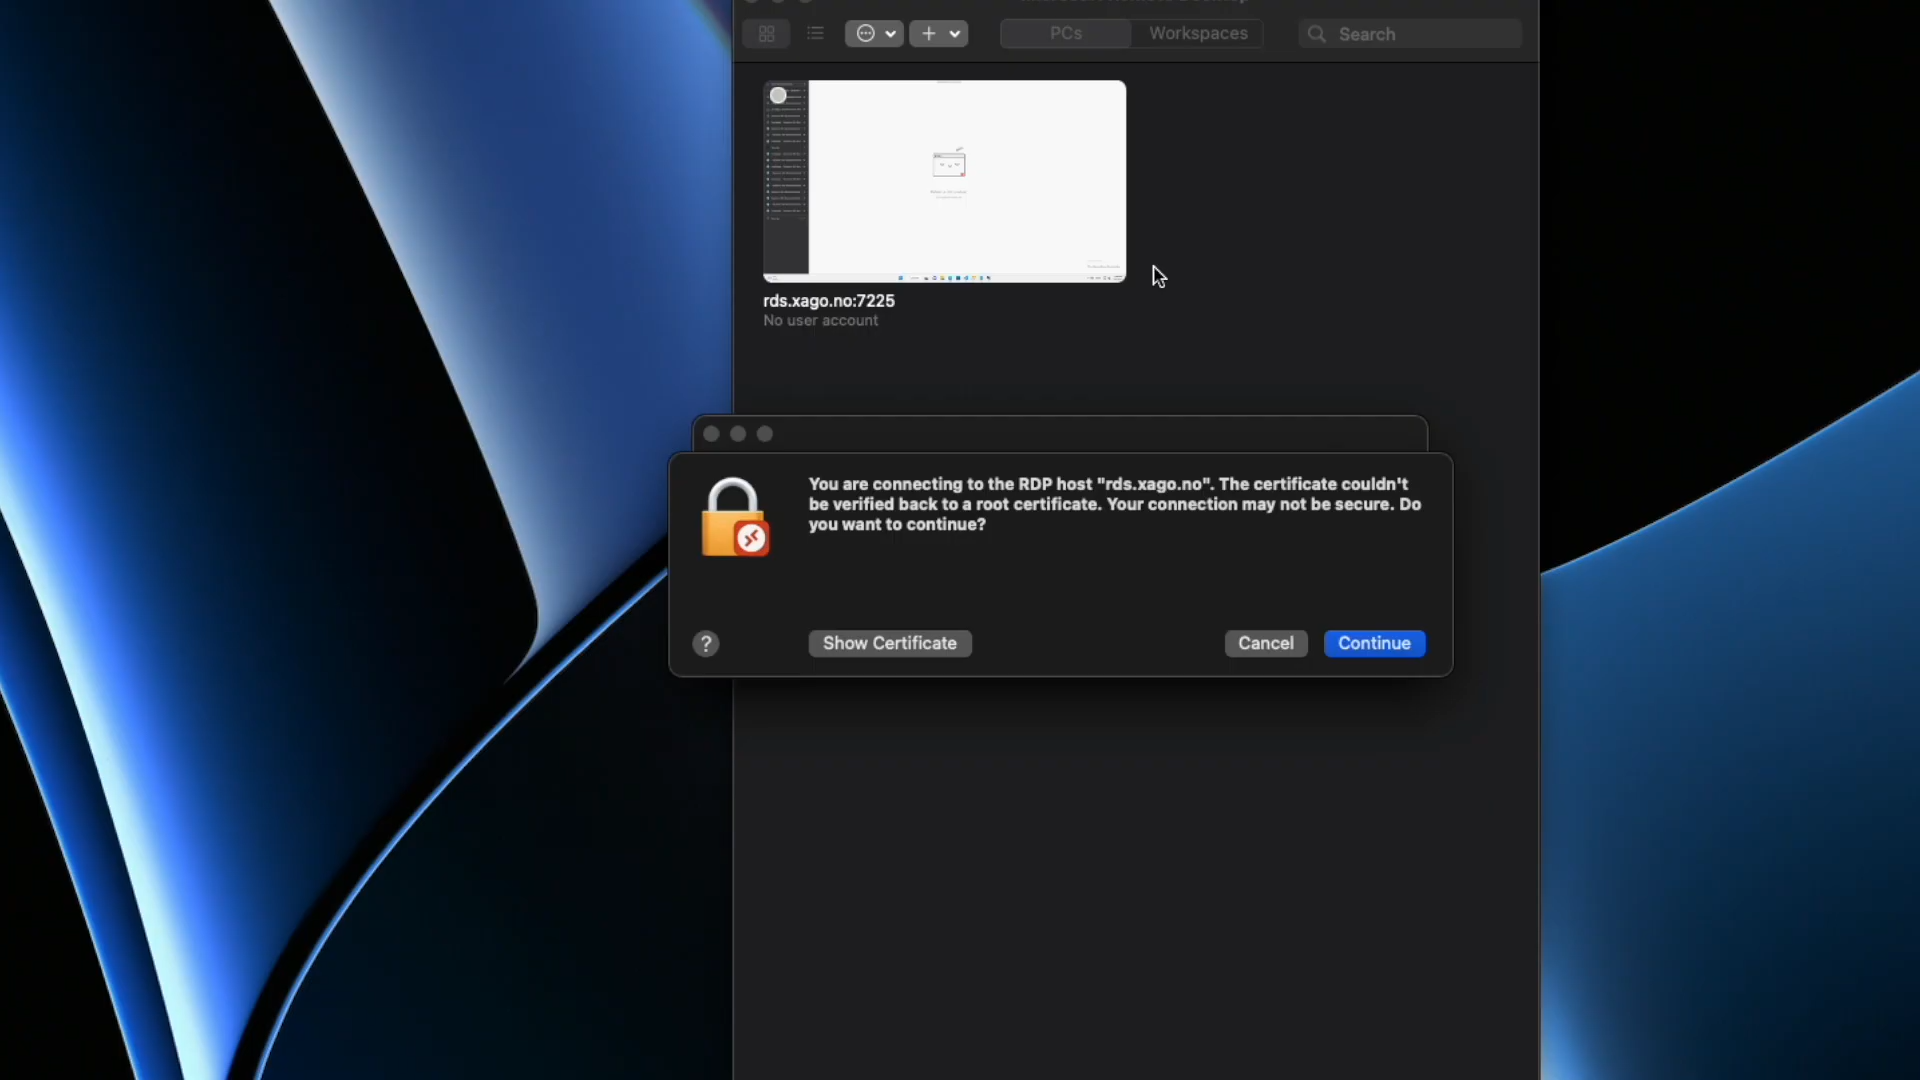 PCs
Workspaces
Search
rds.xago.no:7225
No user account
You are connecting to the RDP host "rds.xago.no". The certificate couldn't
be verified back to a root certificate. Your connection may not be secure. Do
you want to continue?
?
Show Certificate
Cancel
Continue